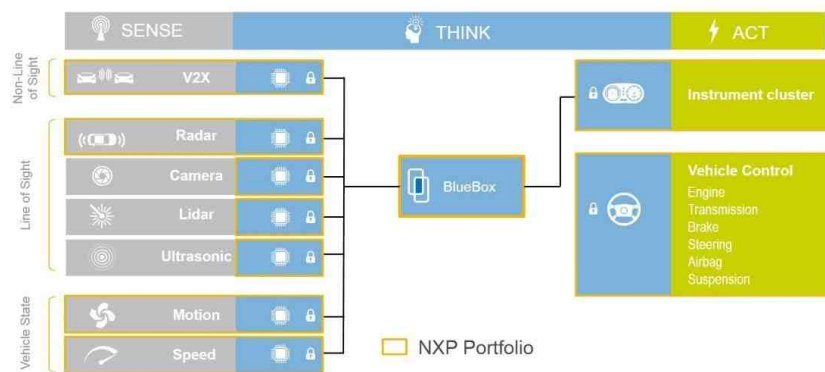 SENSE
THINK
ACT
Non-Line
of Sight
V2X
Instrument cluster
Line of Sight
Radar
Camera
Lidar
Ultrasonic
BlueBox
Vehicle Control
Engine
Transmission
Brake
Steering
Airbag
Suspension
Vehicle State
Motion
Speed
NXP Portfolio